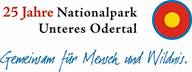 25 Jahre Nationalpark
Unteres Odertal
Gemeinsam für Mensch und Wildnis